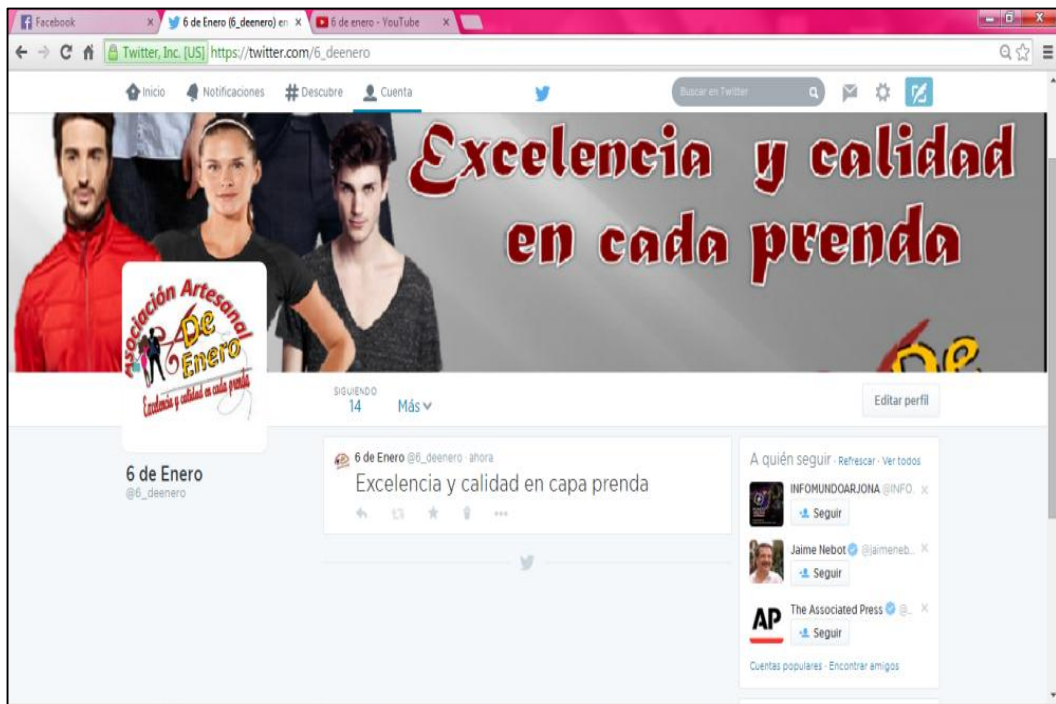 Facebook
6 de Enero (6_deenero) en
6 de enero - YouTube
Twitter, Inc. [US] https://twitter.com/6_deenero
Inicio Notificaciones Descubre Cuenta Buscar en Twitter
Excelencia y calidad
en cada prenda
Asociación Artesanal
6 De
Enero
Excelencia y calidad en cada prenda
De
SIGUIENDO
14
Más
Editar perfil
6 de Enero
@6_deenero
6 de Enero @6_deenero · ahora
Excelencia y calidad en capa prenda
A quién seguir · Refrescar · Ver todos
INFOMUNDOARJONA @INFO..
Seguir
Jaime Nebot @jaimeneb..
Seguir
AP
The Associated Press @..
Seguir
Cuentas populares · Encontrar amigos